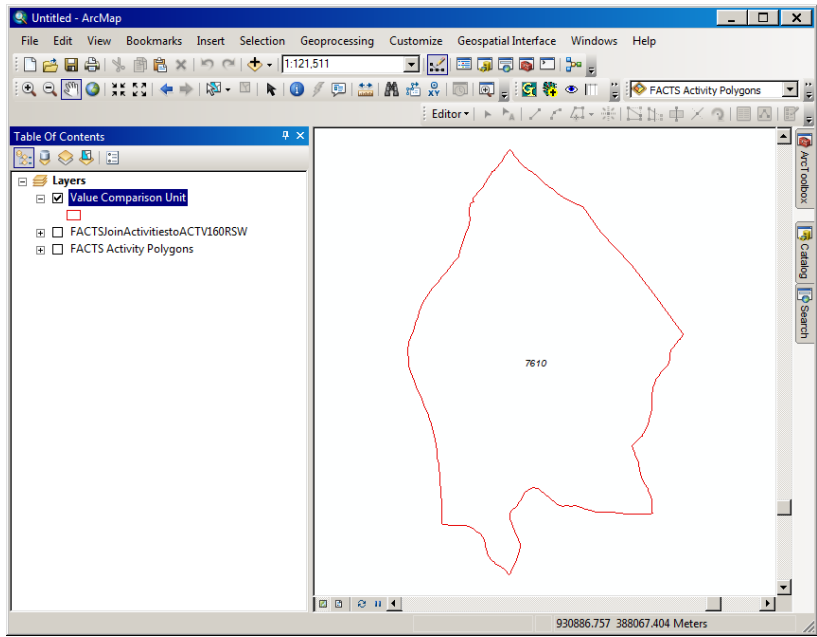 Untitled - ArcMap
File Edit View Bookmarks Insert Selection Geoprocessing Customize Geospatial Interface Windows Help
1:121,511
FACTS Activity Polygons
Editor
Table Of Contents
Layers
Value Comparison Unit
FACTSJoinActivitiestoACTV160RSW
FACTS Activity Polygons
7610
ArcToolbox
Catalog
Search
930886.757 388067.404 Meters